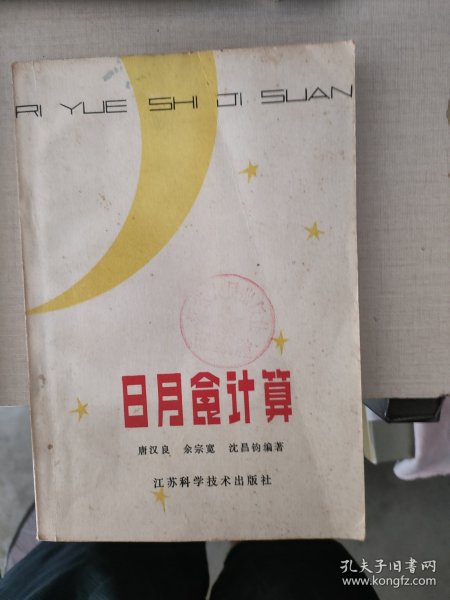 RI YUE SHI JI SUAN
日月食计算
唐汉良 余宗宽 沈昌钧编著
江苏科学技术出版社
孔夫子旧书网
www.kongfz.com